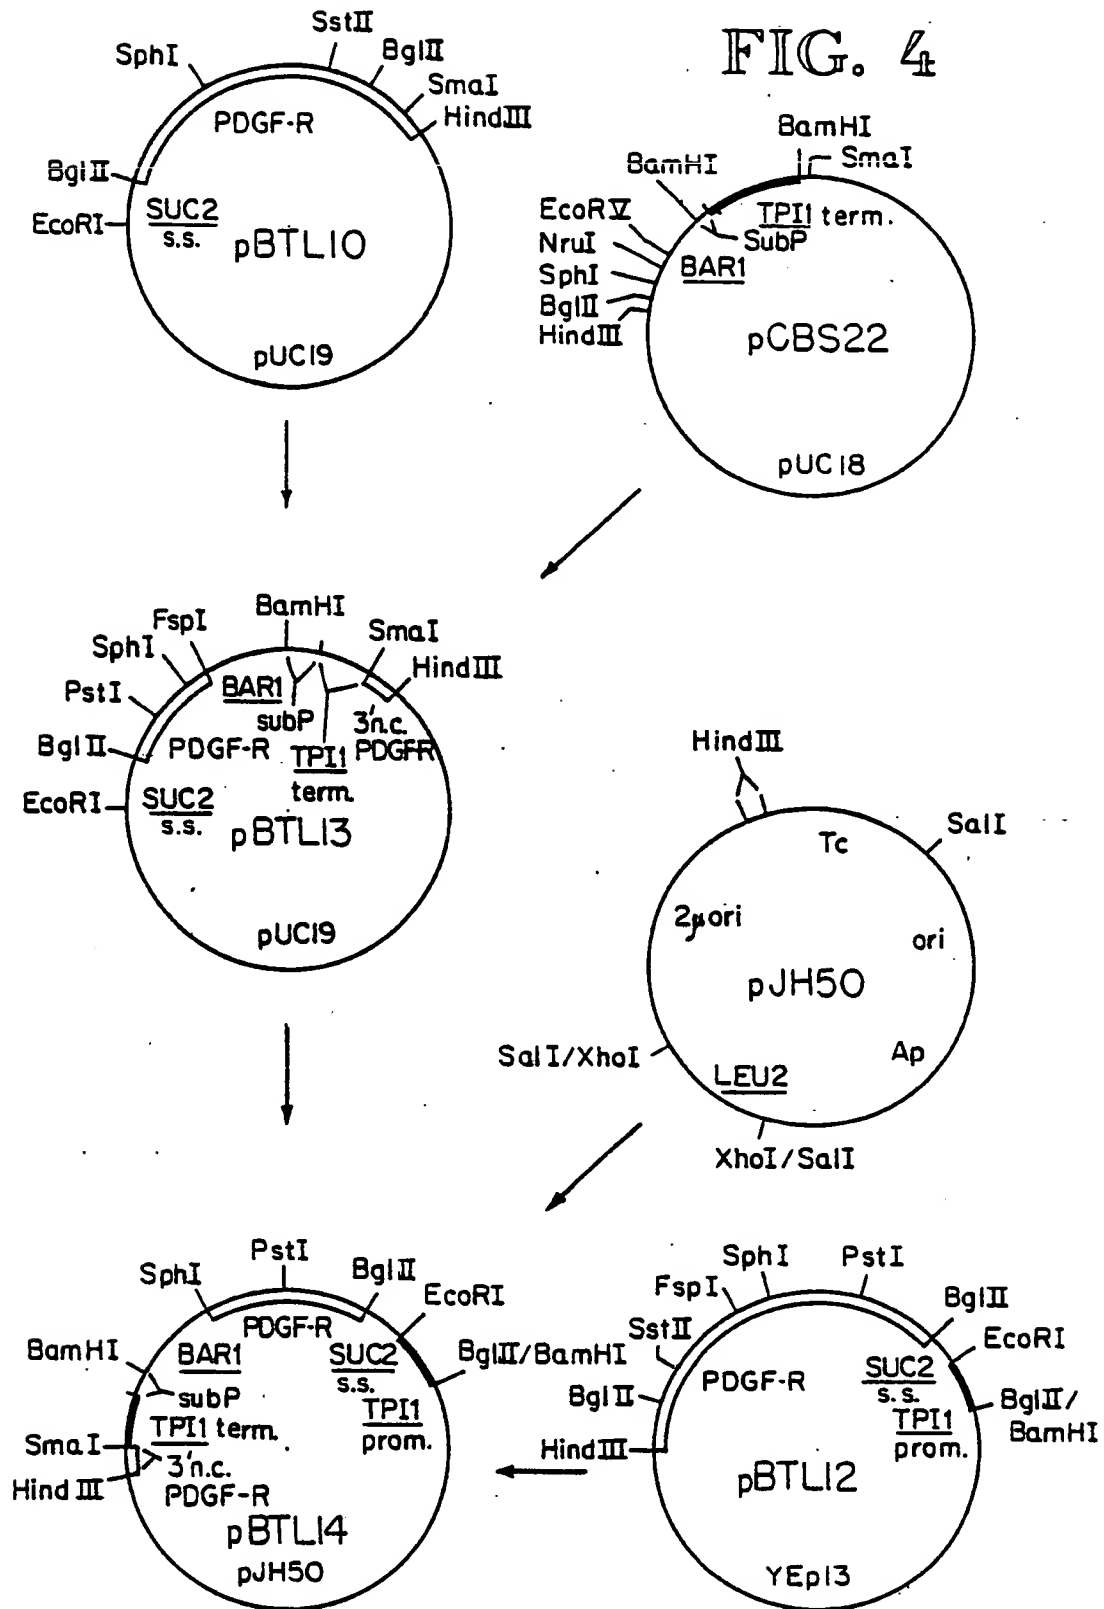 FIG. 4
SstII
SphI
BglII
SmaI
HindIII
PDGF-R
BglII
EcoRI
SUC2
s.s.
pBTL10
pUC19
BamHI
SmaI
BamHI
EcoRV
NruI
SphI
BglII
HindIII
TPI1 term.
SubP
BAR1
pCBS22
pUC18
BamHI
FspI
SphI
PstI
BglII
EcoRI
SmaI
HindIII
BAR1
subP
3'n.c.
PDGFR
PDGF-R
TPI1
term.
SUC2
s.s.
pBTL13
pUC19
HindIII
SalI
Tc
2μori
ori
pJH50
SalI/XhoI
Ap
LEU2
XhoI/SalI
PstI
SphI
BglII
EcoRI
PDGF-R
BamHI
BAR1
SUC2
s.s.
BglII/BamHI
subP
TPI1 term.
TPI1
prom.
SmaI
3'n.c.
HindIII
PDGF-R
pBTL14
pJH50
SphI
PstI
FspI
BglII
SstII
EcoRI
SUC2
s.s.
PDGF-R
BglII
BglII/
BamHI
TPI1
prom.
HindIII
pBTL12
YEp13